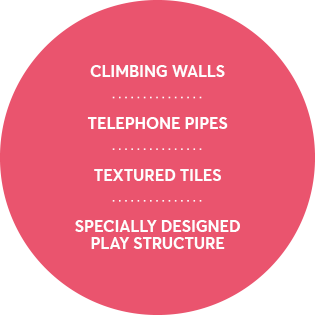 CLIMBING WALLS
TELEPHONE PIPES
TEXTURED TILES
SPECIALLY DESIGNED
PLAY STRUCTURE